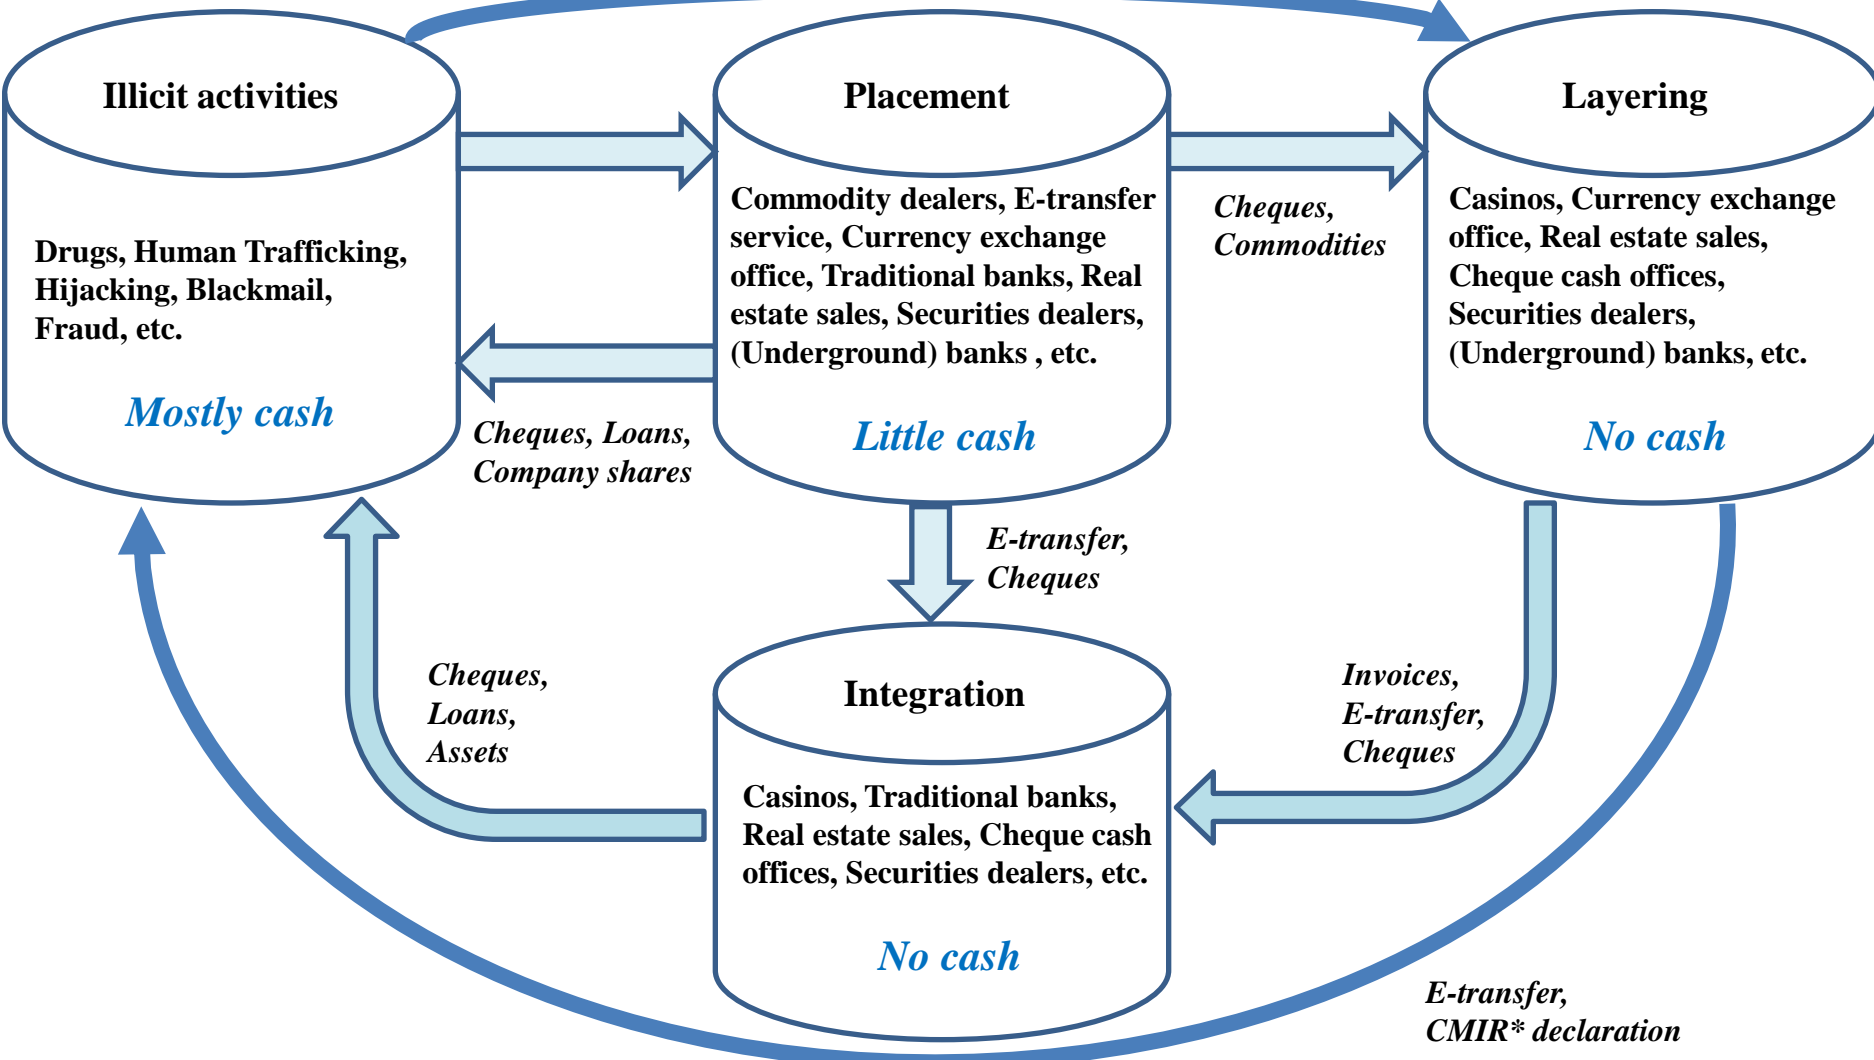 Illicit activities
Drugs, Human Trafficking,
Hijacking, Blackmail,
Fraud, etc.
Mostly cash
Placement
Commodity dealers, E-transfer
service, Currency exchange
office, Traditional banks, Real
estate sales, Securities dealers,
(Underground) banks , etc.
Little cash
Layering
Casinos, Currency exchange
office, Real estate sales,
Cheque cash offices,
Securities dealers,
(Underground) banks, etc.
No cash
Cheques,
Commodities
Cheques, Loans,
Company shares
E-transfer,
Cheques
Cheques,
Loans,
Assets
Integration
Casinos, Traditional banks,
Real estate sales, Cheque cash
offices, Securities dealers, etc.
No cash
Invoices,
E-transfer,
Cheques
E-transfer,
CMIR* declaration